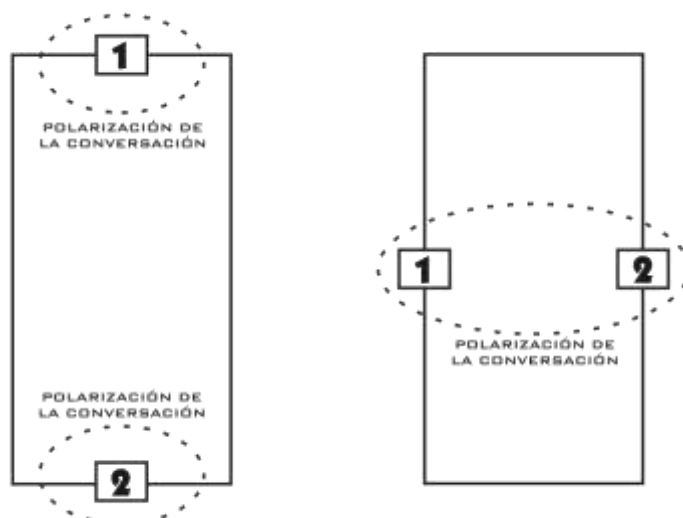 1
POLARIZACIÓN DE
LA CONVERSACIÓN
POLARIZACIÓN DE
LA CONVERSACIÓN
2
1
2
POLARIZACIÓN DE
LA CONVERSACIÓN